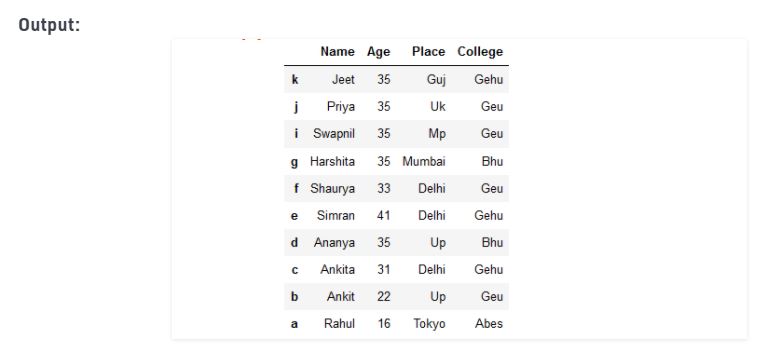 Output:
Name Age Place College
k Jeet 35 Guj Gehu
j Priya 35 Uk Geu
i Swapnil 35 Mp Geu
g Harshita 35 Mumbai Bhu
f Shaurya 33 Delhi Geu
e Simran 41 Delhi Gehu
d Ananya 35 Up Bhu
c Ankita 31 Delhi Gehu
b Ankit 22 Up Geu
a Rahul 16 Tokyo Abes